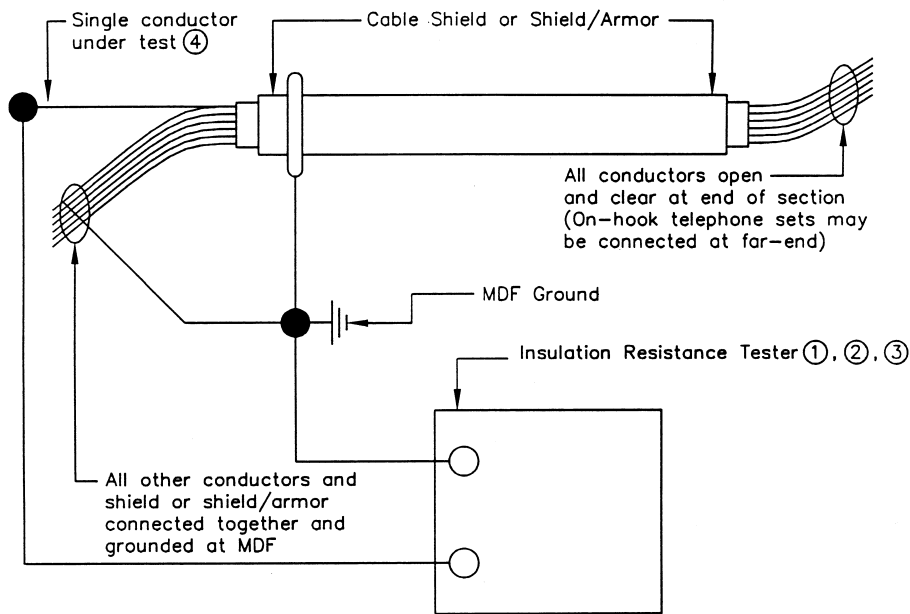 Single conductor
under test ④
Cable Shield or Shield/Armor
All conductors open
and clear at end of section
(On-hook telephone sets may
be connected at far-end)
MDF Ground
Insulation Resistance Tester ①, ②, ③
All other conductors and
shield or shield/armor
connected together and
grounded at MDF